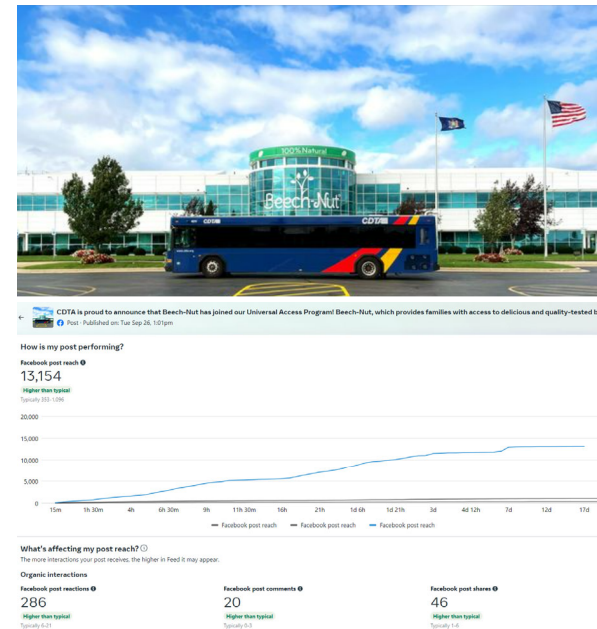 100% Natural
Beech-Nut
CDTA
CDTA
CDTA is proud to announce that Beech-Nut has joined our Universal Access Program! Beech-Nut, which provides families with access to delicious and quality-tested b
Post · Published on: Tue Sep 26, 1:01pm
How is my post performing?
Facebook post reach
13,154
Higher than typical
Typically 353-1,096
20,000
15,000
10,000
5,000
0
15m 1h 30m 4h 6h 30m 9h 11h 30m 16h 21h 1d 6h 1d 21h 3d 4d 12h 7d 12d 17d
Facebook post reach Facebook post reach Facebook post reach
What's affecting my post reach?
The more interactions your post receives, the higher in Feed it may appear.
Organic interactions
Facebook post reactions Facebook post comments Facebook post shares
286 20 46
Higher than typical Higher than typical Higher than typical
Typically 6-21 Typically 0-3 Typically 1-6